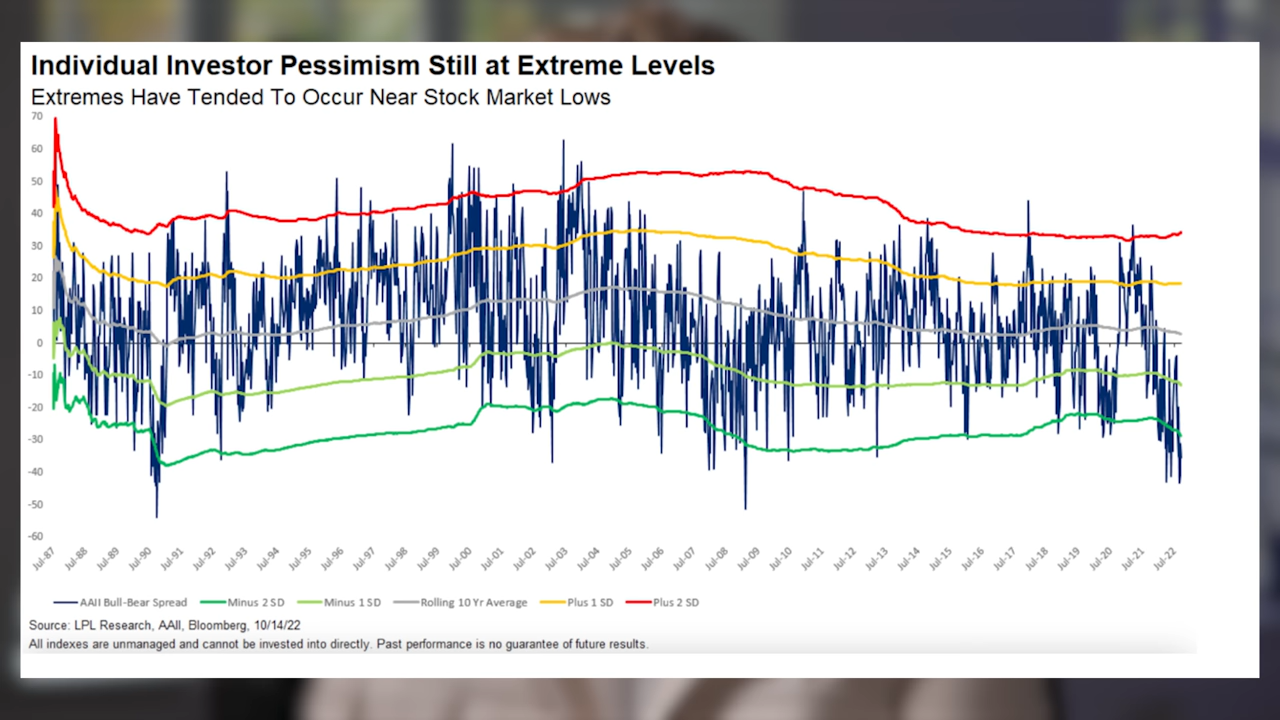 Individual Investor Pessimism Still at Extreme Levels
Extremes Have Tended To Occur Near Stock Market Lows
70
60
50
40
30
20
10
0
-10
-20
-30
-40
-50
-60
Jul-87 Jul-88 Jul-89 Jul-90 Jul-91 Jul-92 Jul-93 Jul-94 Jul-95 Jul-96 Jul-97 Jul-98 Jul-99 Jul-00 Jul-01 Jul-02 Jul-03 Jul-04 Jul-05 Jul-06 Jul-07 Jul-08 Jul-09 Jul-10 Jul-11 Jul-12 Jul-13 Jul-14 Jul-15 Jul-16 Jul-17 Jul-18 Jul-19 Jul-20 Jul-21 Jul-22
AAII Bull-Bear Spread Minus 2 SD Minus 1 SD Rolling 10 Yr Average Plus 1 SD Plus 2 SD
Source: LPL Research, AAII, Bloomberg, 10/14/22
All indexes are unmanaged and cannot be invested into directly. Past performance is no guarantee of future results.